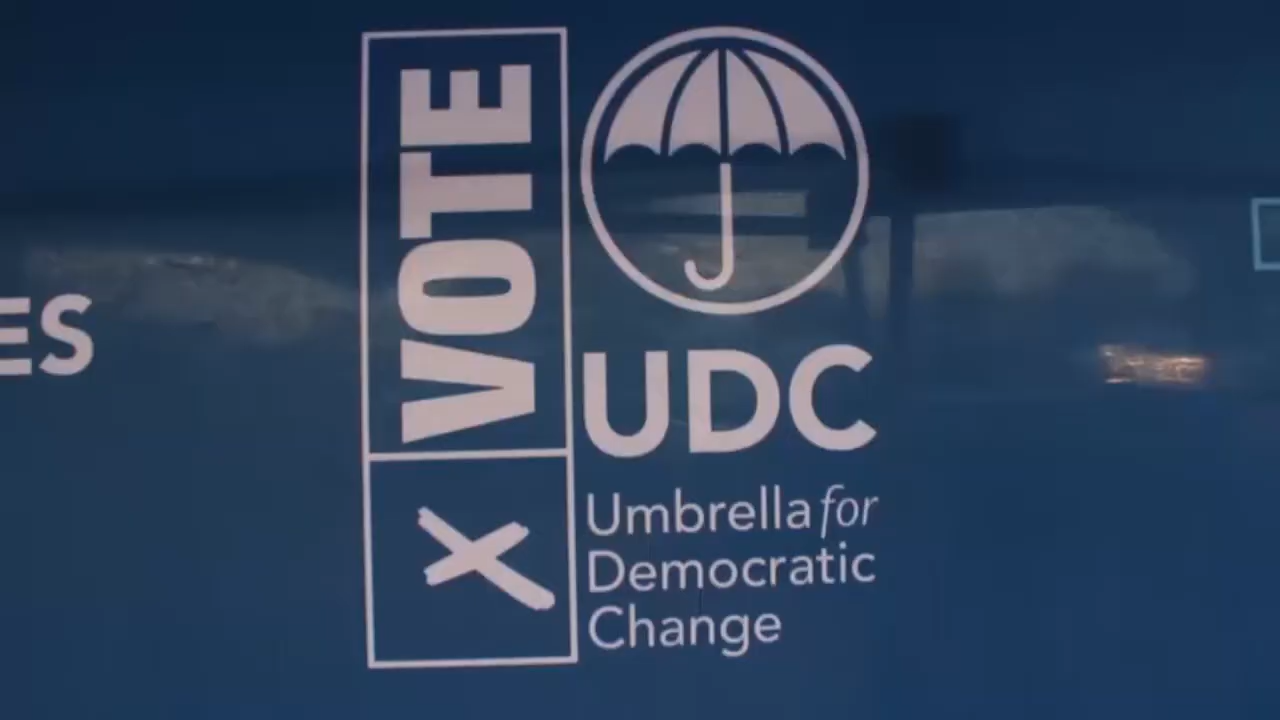 ES
VOTE
X
UDC
Umbrella for
Democratic
Change